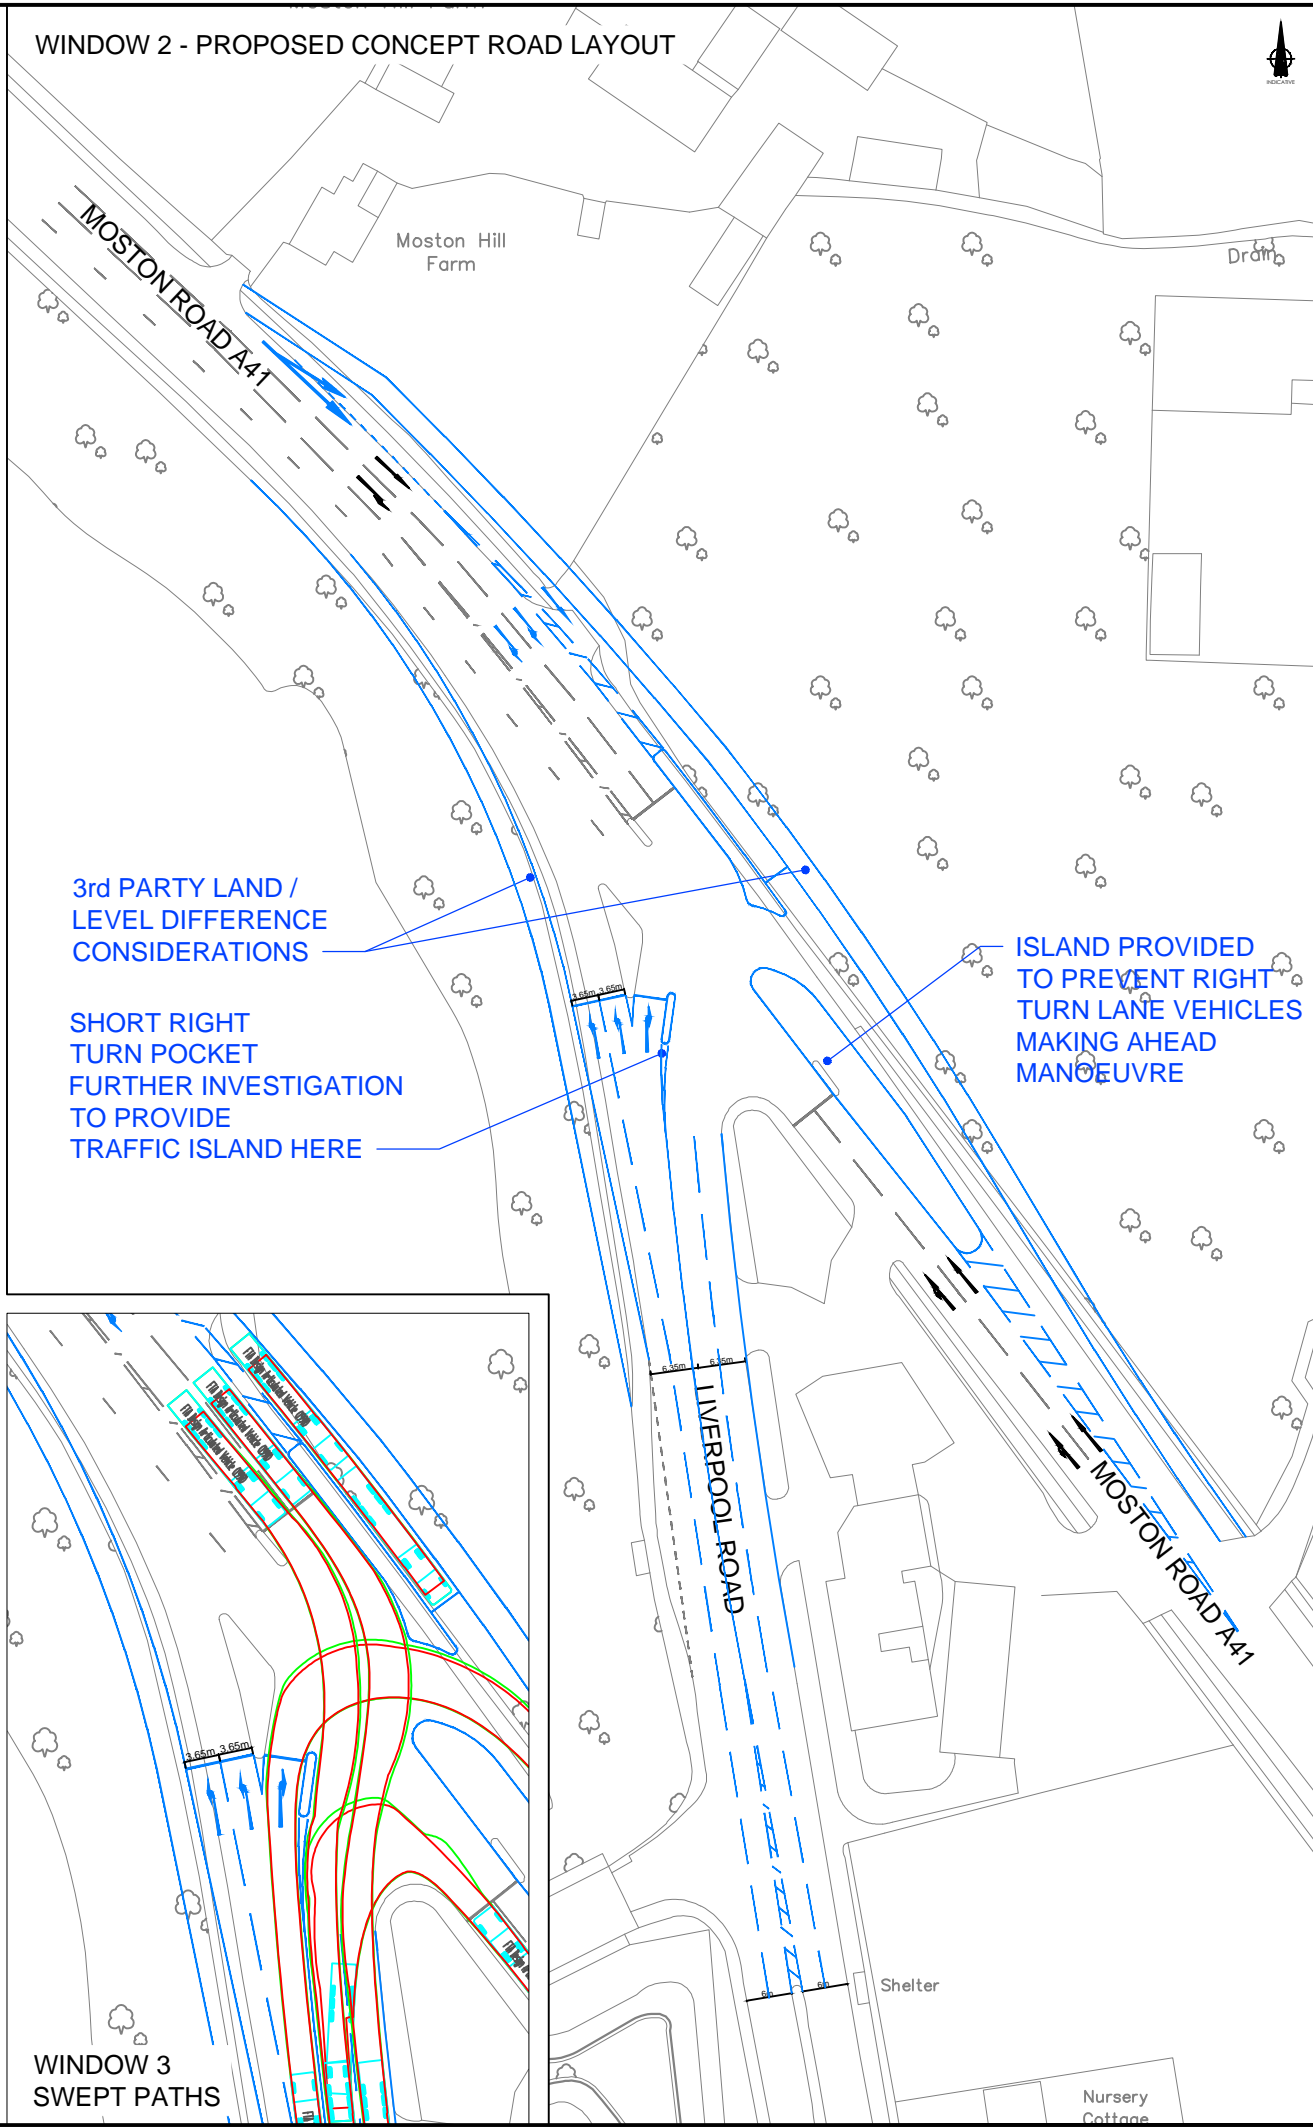 WINDOW 2 - PROPOSED CONCEPT ROAD LAYOUT
INDICATIVE
MOSTON ROAD A41
Moston Hill
Farm
Drain
3rd PARTY LAND /
LEVEL DIFFERENCE
CONSIDERATIONS
ISLAND PROVIDED
TO PREVENT RIGHT
TURN LANE VEHICLES
MAKING AHEAD
MANOEUVRE
3.65m 3.65m
SHORT RIGHT
TURN POCKET
FURTHER INVESTIGATION
TO PROVIDE
TRAFFIC ISLAND HERE
6.35m 6.35m
LIVERPOOL ROAD
MOSTON ROAD A41
3.65m 3.65m
6m 6m
Shelter
WINDOW 3
SWEPT PATHS
Nursery
Cottage